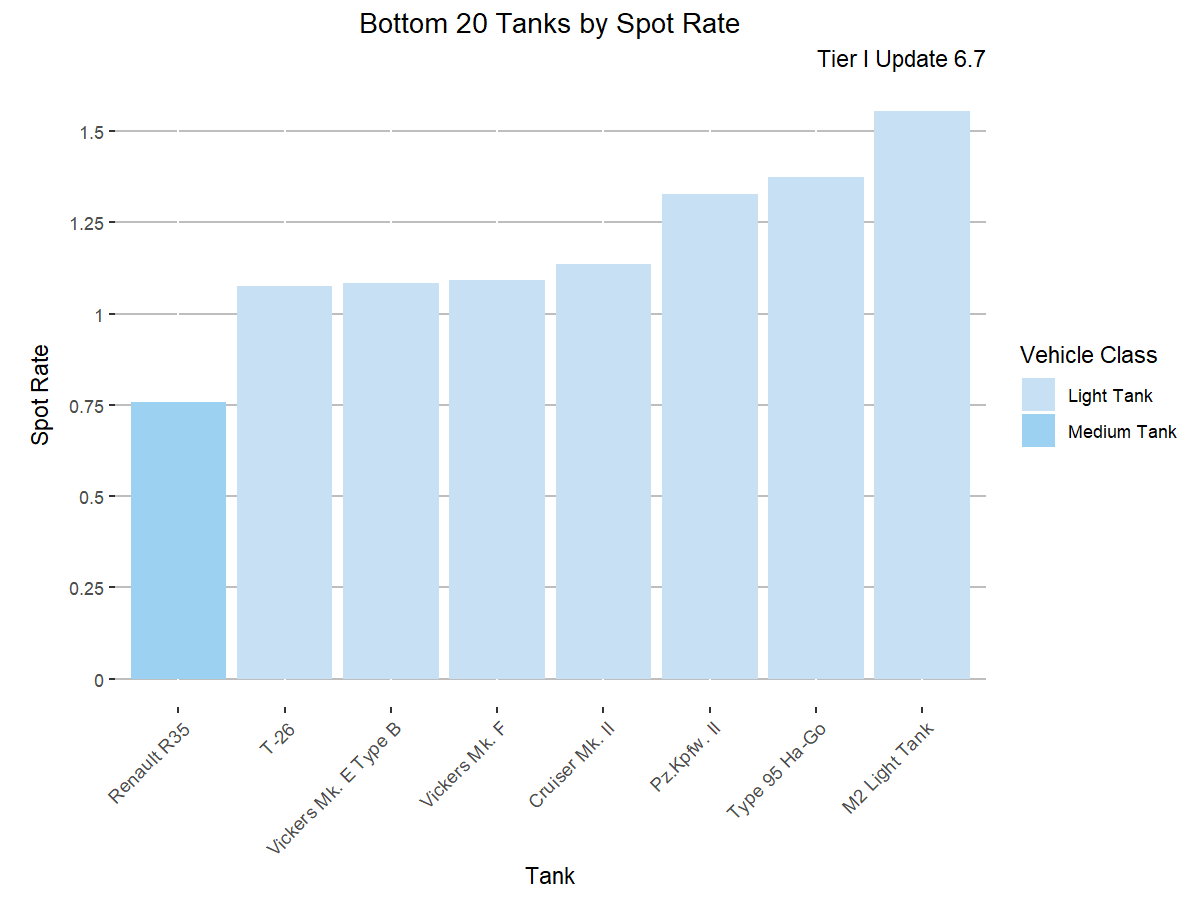 Bottom 20 Tanks by Spot Rate
Tier I Update 6.7
Spot Rate
1.5
1.25
1
0.75
0.5
0.25
0
Renault R35
T-26
Vickers Mk. E Type B
Vickers Mk. F
Cruiser Mk. II
Pz.Kpfw. II
Type 95 Ha-Go
M2 Light Tank
Tank
Vehicle Class
Light Tank
Medium Tank